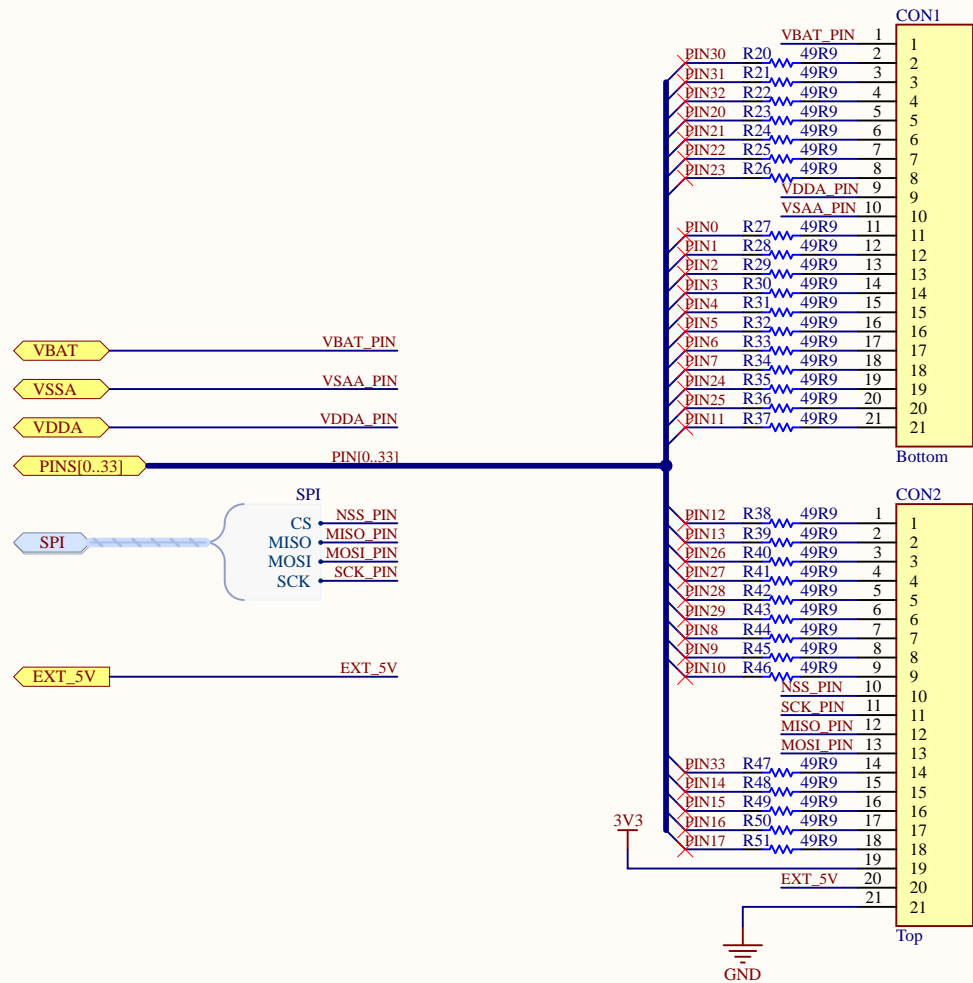 CON1
VBAT_PIN 1 1
PIN30 R20 49R9 2 2
PIN31 R21 49R9 3 3
PIN32 R22 49R9 4 4
PIN20 R23 49R9 5 5
PIN21 R24 49R9 6 6
PIN22 R25 49R9 7 7
PIN23 R26 49R9 8 8
VDDA_PIN 9 9
VSAA_PIN 10 10
PIN0 R27 49R9 11 11
PIN1 R28 49R9 12 12
PIN2 R29 49R9 13 13
PIN3 R30 49R9 14 14
PIN4 R31 49R9 15 15
PIN5 R32 49R9 16 16
PIN6 R33 49R9 17 17
PIN7 R34 49R9 18 18
PIN24 R35 49R9 19 19
PIN25 R36 49R9 20 20
PIN11 R37 49R9 21 21
Bottom
VBAT VBAT_PIN
VSSA VSAA_PIN
VDDA VDDA_PIN
PINS[0..33] PIN[0..33]
SPI
SPI
CS NSS_PIN
MISO MISO_PIN
MOSI MOSI_PIN
SCK SCK_PIN
EXT_5V EXT_5V
CON2
PIN12 R38 49R9 1 1
PIN13 R39 49R9 2 2
PIN26 R40 49R9 3 3
PIN27 R41 49R9 4 4
PIN28 R42 49R9 5 5
PIN29 R43 49R9 6 6
PIN8 R44 49R9 7 7
PIN9 R45 49R9 8 8
PIN10 R46 49R9 9 9
NSS_PIN 10 10
SCK_PIN 11 11
MISO_PIN 12 12
MOSI_PIN 13 13
PIN33 R47 49R9 14 14
PIN14 R48 49R9 15 15
PIN15 R49 49R9 16 16
PIN16 R50 49R9 17 17
PIN17 R51 49R9 18 18
3V3 19 19
EXT_5V 20 20
21 21
Top
GND